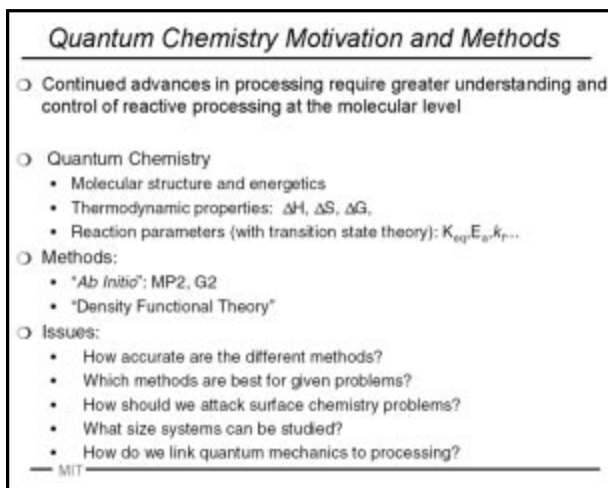 Quantum Chemistry Motivation and Methods
❍ Continued advances in processing require greater understanding and
control of reactive processing at the molecular level
❍ Quantum Chemistry
• Molecular structure and energetics
• Thermodynamic properties: ΔH, ΔS, ΔG,
• Reaction parameters (with transition state theory): K_eq,E_a,k_f...
❍ Methods:
• "Ab Initio": MP2, G2
• "Density Functional Theory"
❍ Issues:
• How accurate are the different methods?
• Which methods are best for given problems?
• How should we attack surface chemistry problems?
• What size systems can be studied?
• How do we link quantum mechanics to processing?
MIT